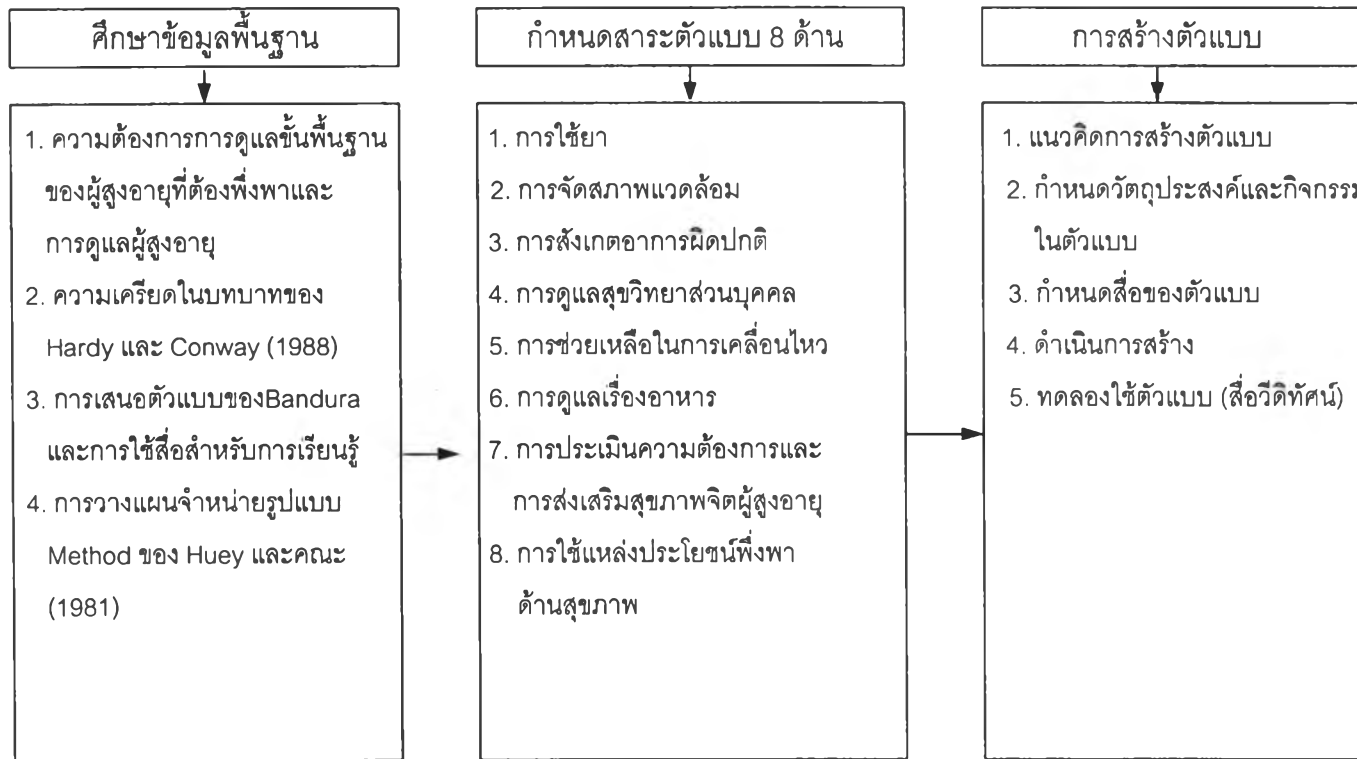 ศึกษาข้อมูลพื้นฐาน
1. ความต้องการการดูแลขั้นพื้นฐาน
ของผู้สูงอายุที่ต้องพึ่งพาและ
การดูแลผู้สูงอายุ
2. ความเครียดในบทบาทของ
Hardy และ Conway (1988)
3. การเสนอตัวแบบของBandura
และการใช้สื่อสำหรับการเรียนรู้
4. การวางแผนจำหน่ายรูปแบบ
Method ของ Huey และคณะ
(1981)
กำหนดสาระตัวแบบ 8 ด้าน
1. การใช้ยา
2. การจัดสภาพแวดล้อม
3. การสังเกตอาการผิดปกติ
4. การดูแลสุขวิทยาส่วนบุคคล
5. การช่วยเหลือในการเคลื่อนไหว
6. การดูแลเรื่องอาหาร
7. การประเมินความต้องการและ
การส่งเสริมสุขภาพจิตผู้สูงอายุ
8. การใช้แหล่งประโยชน์พึ่งพา
ด้านสุขภาพ
การสร้างตัวแบบ
1. แนวคิดการสร้างตัวแบบ
2. กำหนดวัตถุประสงค์และกิจกรรม
ในตัวแบบ
3. กำหนดสื่อของตัวแบบ
4. ดำเนินการสร้าง
5. ทดลองใช้ตัวแบบ (สื่อวีดิทัศน์)